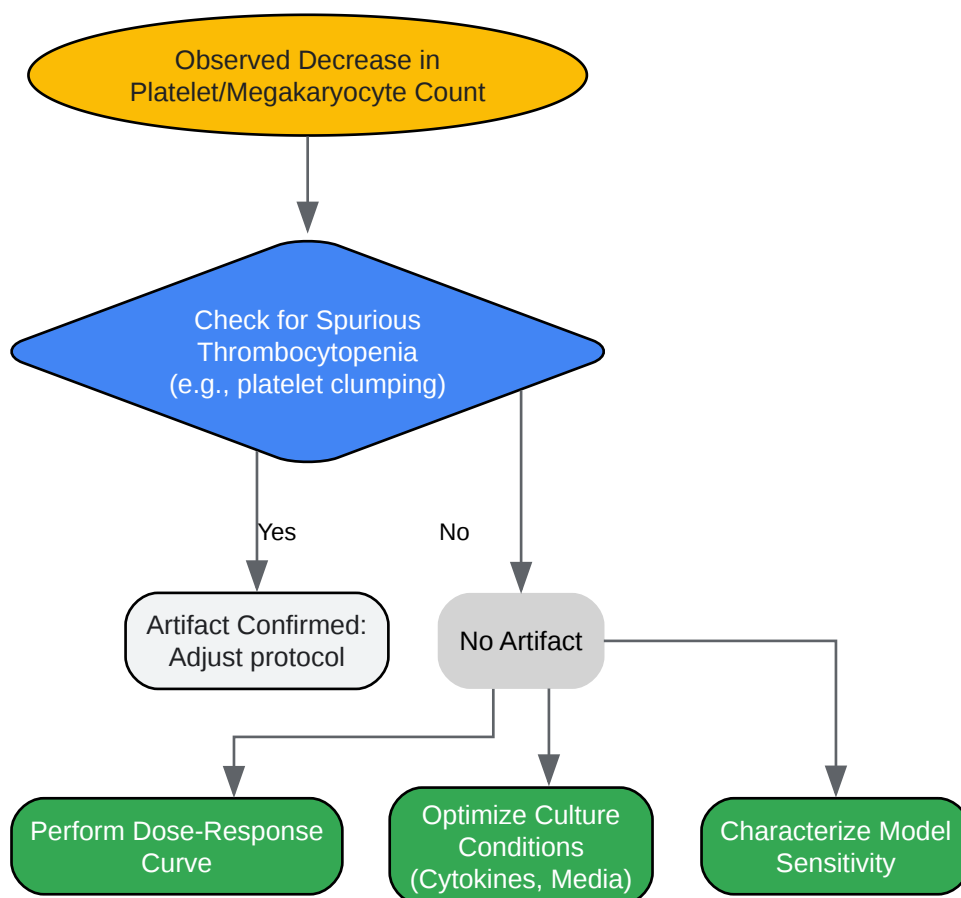 Observed Decrease in
Platelet/Megakaryocyte Count
Check for Spurious
Thrombocytopenia
(e.g., platelet clumping)
Yes
No
Artifact Confirmed:
Adjust protocol
No Artifact
Perform Dose-Response
Curve
Optimize Culture
Conditions
(Cytokines, Media)
Characterize Model
Sensitivity